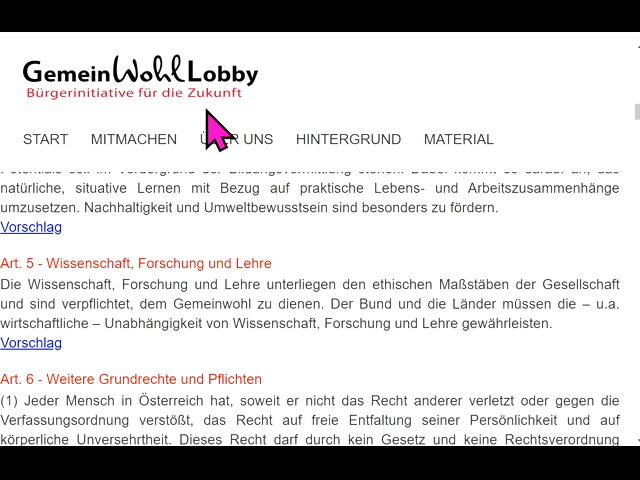 GemeinWohlLobby
Bürgerinitiative für die Zukunft
START MITMACHEN ÜBER UNS HINTERGRUND MATERIAL
natürliche, situative Lernen mit Bezug auf praktische Lebens- und Arbeitszusammenhänge
umzusetzen. Nachhaltigkeit und Umweltbewusstsein sind besonders zu fördern.
Vorschlag
Art. 5 - Wissenschaft, Forschung und Lehre
Die Wissenschaft, Forschung und Lehre unterliegen den ethischen Maßstäben der Gesellschaft
und sind verpflichtet, dem Gemeinwohl zu dienen. Der Bund und die Länder müssen die – u.a.
wirtschaftliche – Unabhängigkeit von Wissenschaft, Forschung und Lehre gewährleisten.
Vorschlag
Art. 6 - Weitere Grundrechte und Pflichten
(1) Jeder Mensch in Österreich hat, soweit er nicht das Recht anderer verletzt oder gegen die
Verfassungsordnung verstößt, das Recht auf freie Entfaltung seiner Persönlichkeit und auf
körperliche Unversehrtheit. Dieses Recht darf durch kein Gesetz und keine Rechtsverordnung